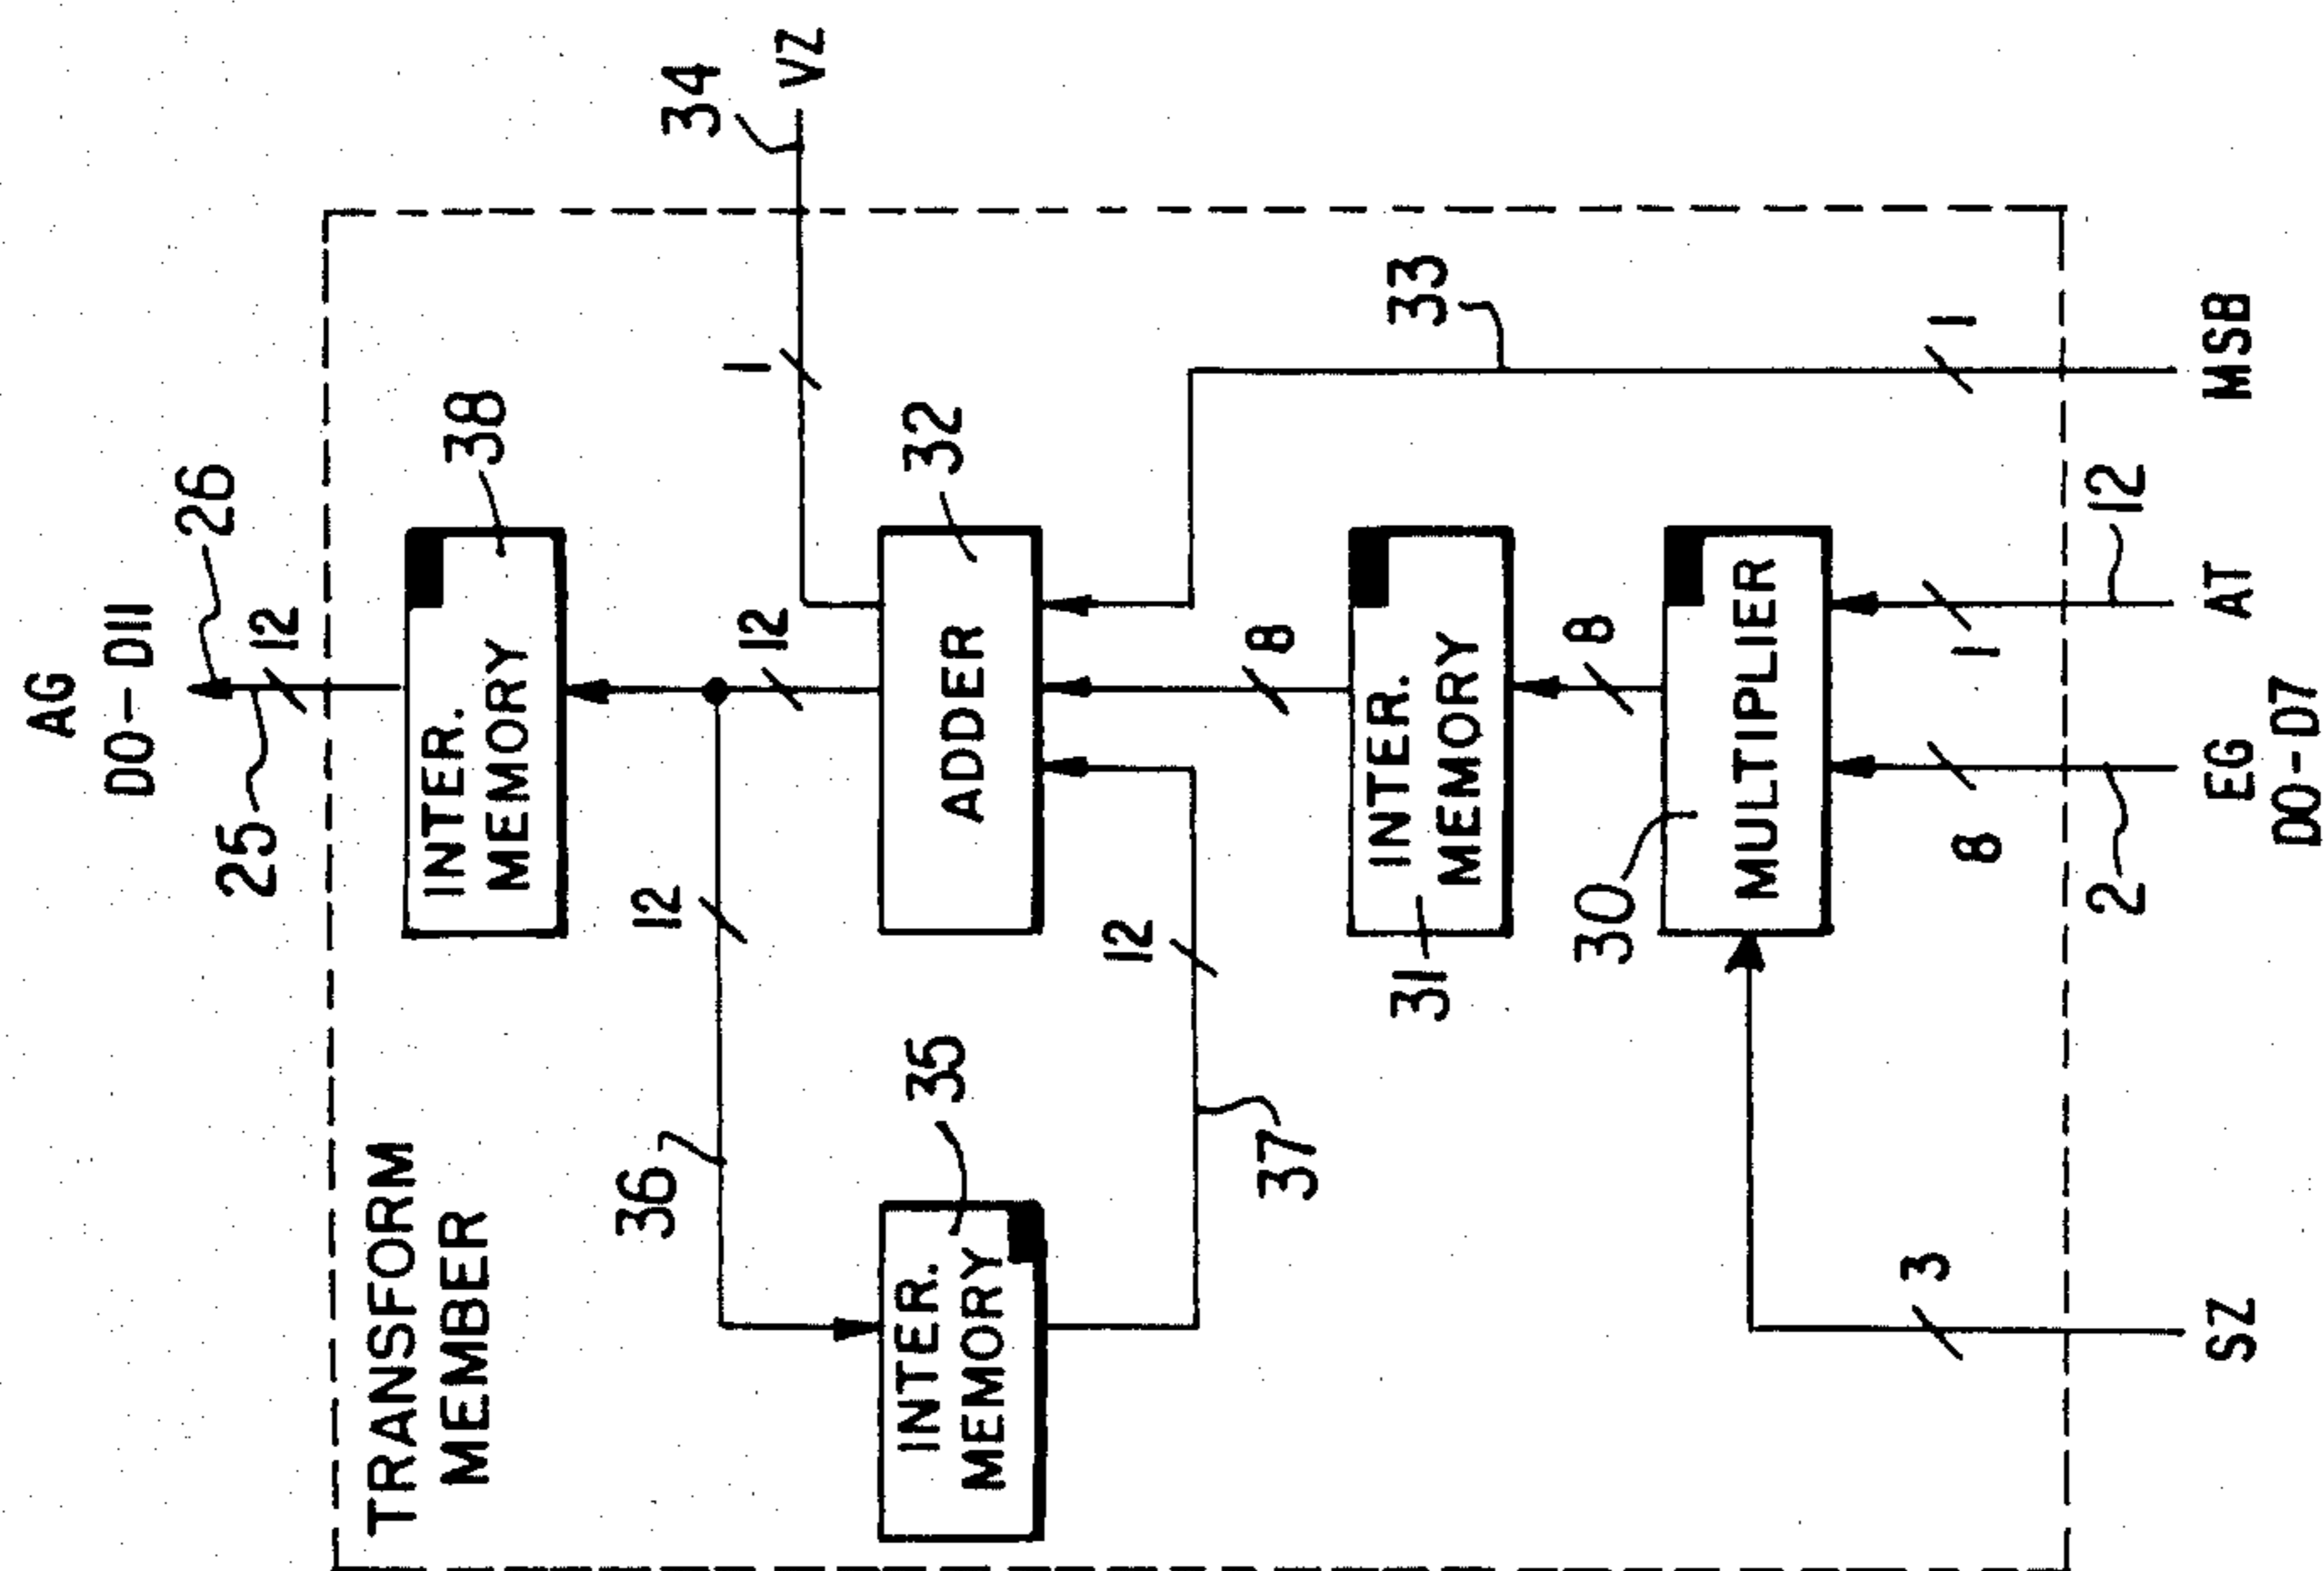 TRANSFORM
MEMBER
AG
D0-D11
26
25
12
INTER.
MEMORY
38
12
12
36
34
VZ
1
ADDER
32
INTER.
MEMORY
35
12
37
8
33
INTER.
MEMORY
31
8
MULTIPLIER
30
3
8
1
1
2
12
SZ
EG
D0-D7
AT
MSB